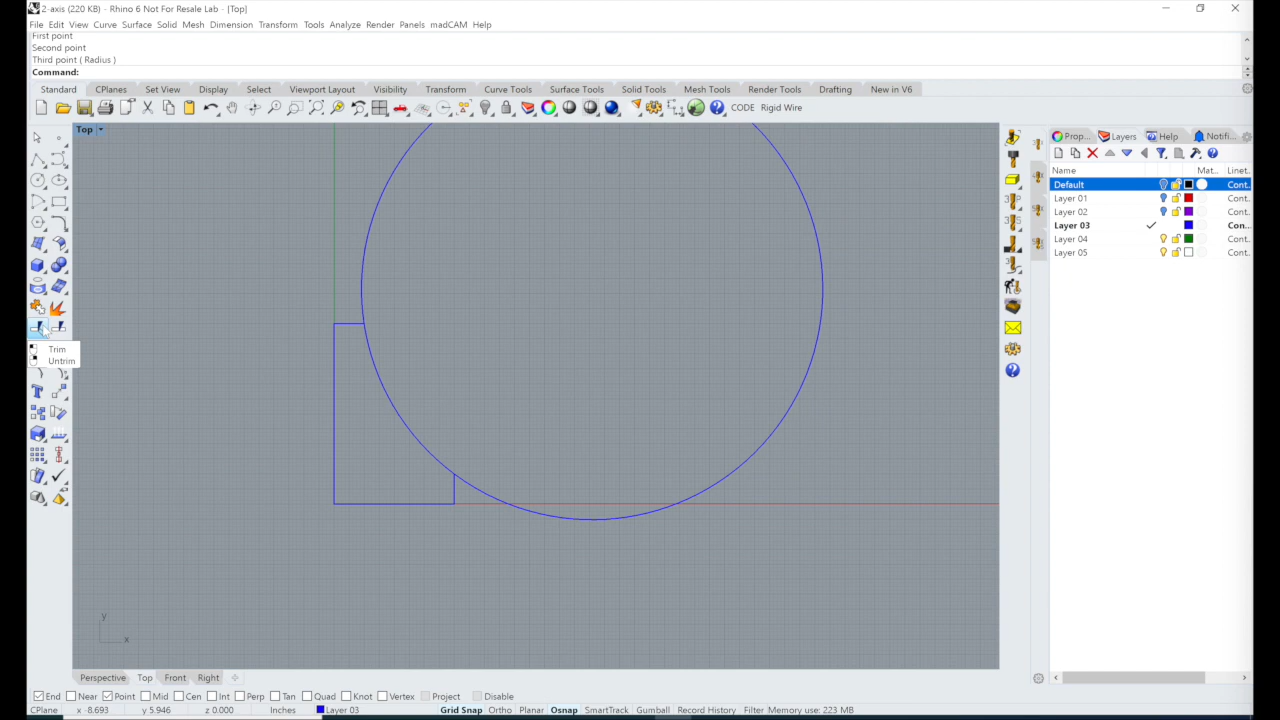 2-axis (220 KB) - Rhino 6 Not For Resale Lab - [Top]
File Edit View Curve Surface Solid Mesh Dimension Transform Tools Analyze Render Panels madCAM Help
First point
Second point
Third point ( Radius )
Command:
Standard CPlanes Set View Display Select Viewport Layout Visibility Transform Curve Tools Surface Tools Solid Tools Mesh Tools Render Tools Drafting New in V6
CODE Rigid Wire
Top
Prop... Layers Help Notifi...
Name Mat... Linet...
Default Cont...
Layer 01 Cont...
Layer 02 Cont...
Layer 03 Con...
Layer 04 Cont...
Layer 05 Cont...
Trim
Untrim
y
x
Perspective Top Front Right
End Near Point Mid Cen Int Perp Tan Quad Knot Vertex Project Disable
CPlane x -8.693 y 5.946 z 0.000 Inches Layer 03 Grid Snap Ortho Planar Osnap SmartTrack Gumball Record History Filter Memory use: 223 MB